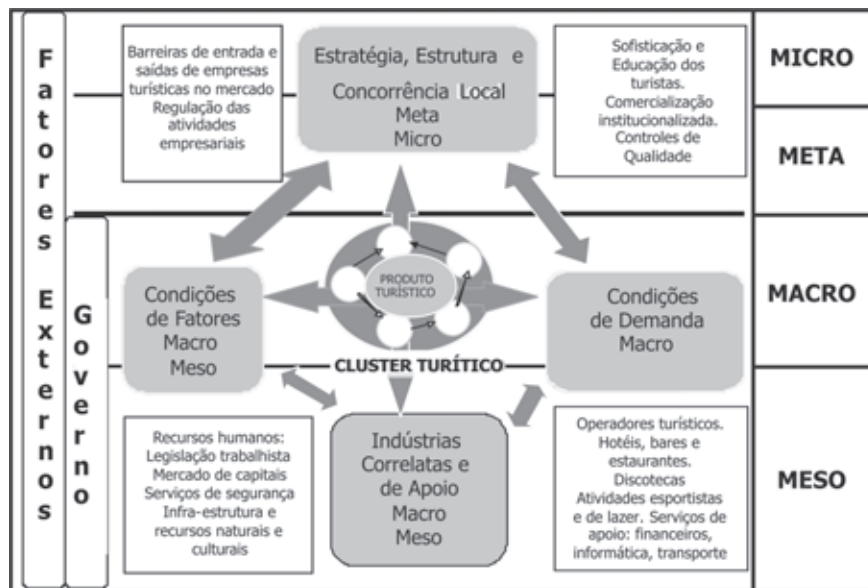 Fatores Externos
Governo
Barreiras de entrada e
saídas de empresas
turísticas no mercado
Regulação das
atividades
empresariais
Estratégia, Estrutura e
Concorrência Local
Meta
Micro
Sofisticação e
Educação dos
turistas.
Comercialização
institucionalizada.
Controles de
Qualidade
MICRO
META
Condições
de Fatores
Macro
Meso
PRODUTO
TURÍSTICO
CLUSTER TURÍTICO
Condições
de Demanda
Macro
MACRO
Recursos humanos:
Legislação trabalhista
Mercado de capitais
Serviços de segurança
Infra-estrutura e
recursos naturais e
culturais
Indústrias
Correlatas e
de Apoio
Macro
Meso
Operadores turísticos.
Hotéis, bares e
estaurantes.
Discotecas
Atividades esportistas
e de lazer. Serviços de
apoio: financeiros,
informática, transporte
MESO